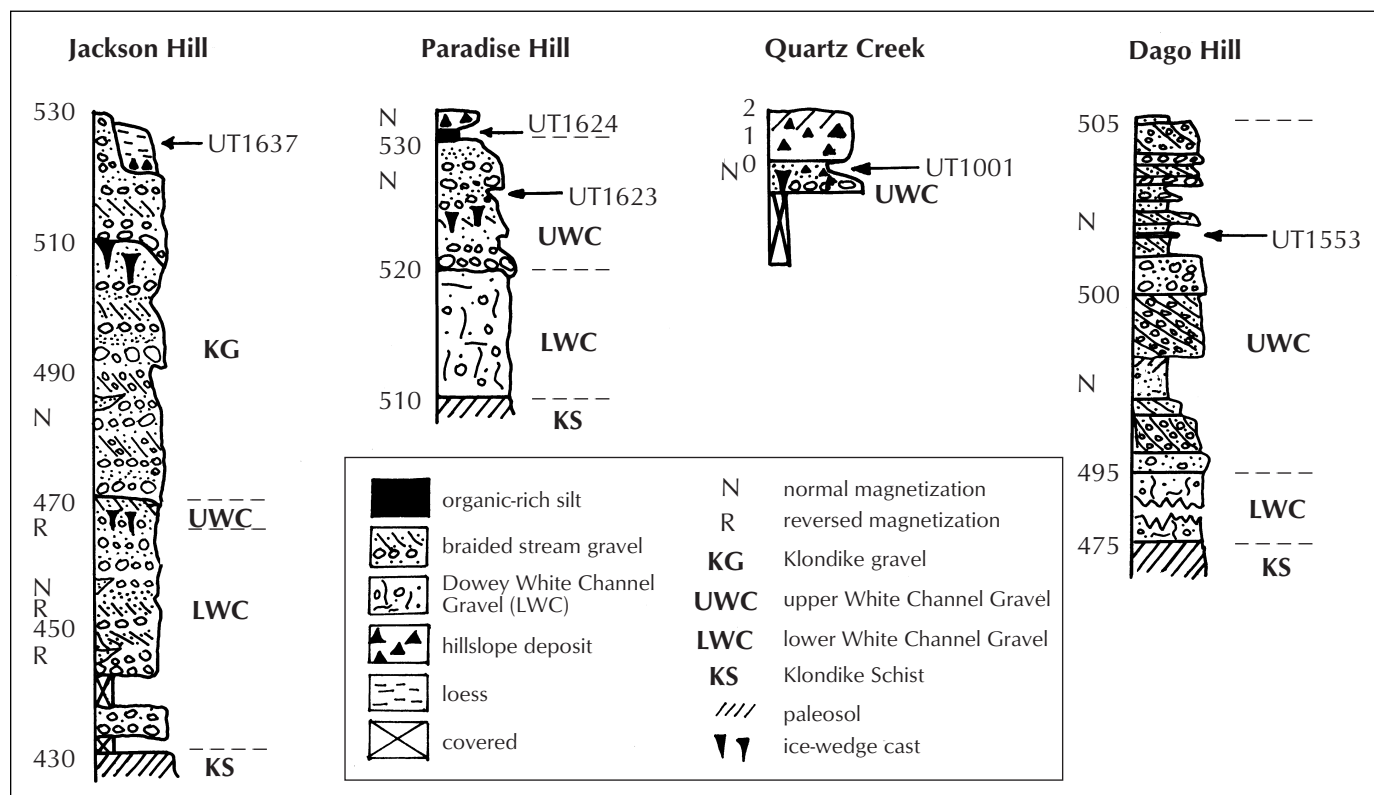 Jackson Hill
530
UT1637
510
KG
490
N
470
R
UWC
N
R
LWC
450
R
430
KS
Paradise Hill
N
UT1624
530
N
UT1623
UWC
520
LWC
510
KS
Quartz Creek
2
1
0
N
UT1001
UWC
Dago Hill
505
N
UT1553
500
UWC
N
495
LWC
475
KS
organic-rich silt
braided stream gravel
Dowey White Channel
Gravel (LWC)
hillslope deposit
loess
covered
N normal magnetization
R reversed magnetization
KG Klondike gravel
UWC upper White Channel Gravel
LWC lower White Channel Gravel
KS Klondike Schist
paleosol
ice-wedge cast